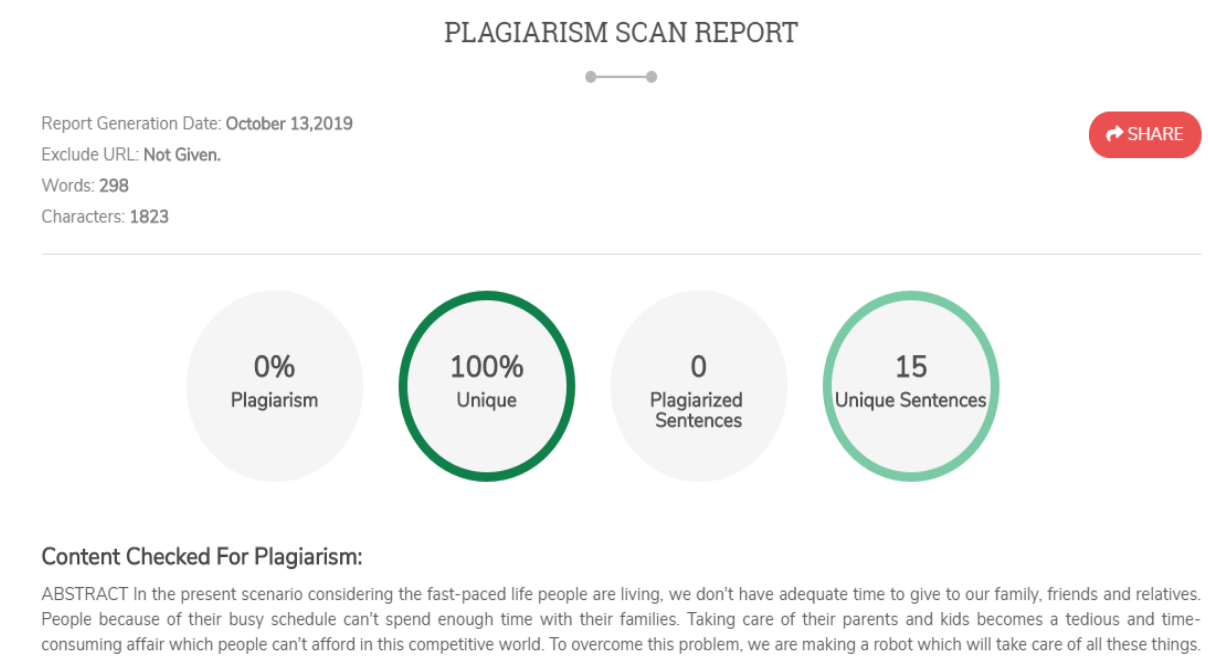 PLAGIARISM SCAN REPORT
Report Generation Date: October 13,2019
SHARE
Exclude URL: Not Given.
Words: 298
Characters: 1823
0%
Plagiarism
100%
Unique
0
Plagiarized
Sentences
15
Unique Sentences
Content Checked For Plagiarism:
ABSTRACT In the present scenario considering the fast-paced life people are living, we don't have adequate time to give to our family, friends and relatives.
People because of their busy schedule can't spend enough time with their families. Taking care of their parents and kids becomes a tedious and time-
consuming affair which people can't afford in this competitive world. To overcome this problem, we are making a robot which will take care of all these things.